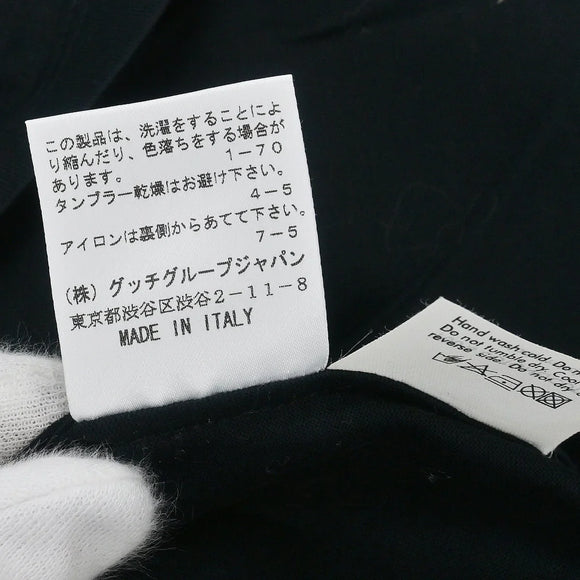 この製品は、洗濯をすることによ
り縮んだり、色落ちをする場合が
あります。 1-70
タンブラー乾燥はお避け下さい。
4-5
アイロンは裏側からあてて下さい。
7-5
(株) グッチグループジャパン
東京都渋谷区渋谷2-11-8
MADE IN ITALY
Hand wash cold. Do
Do not tumble dry.
reverse side. Do not dry